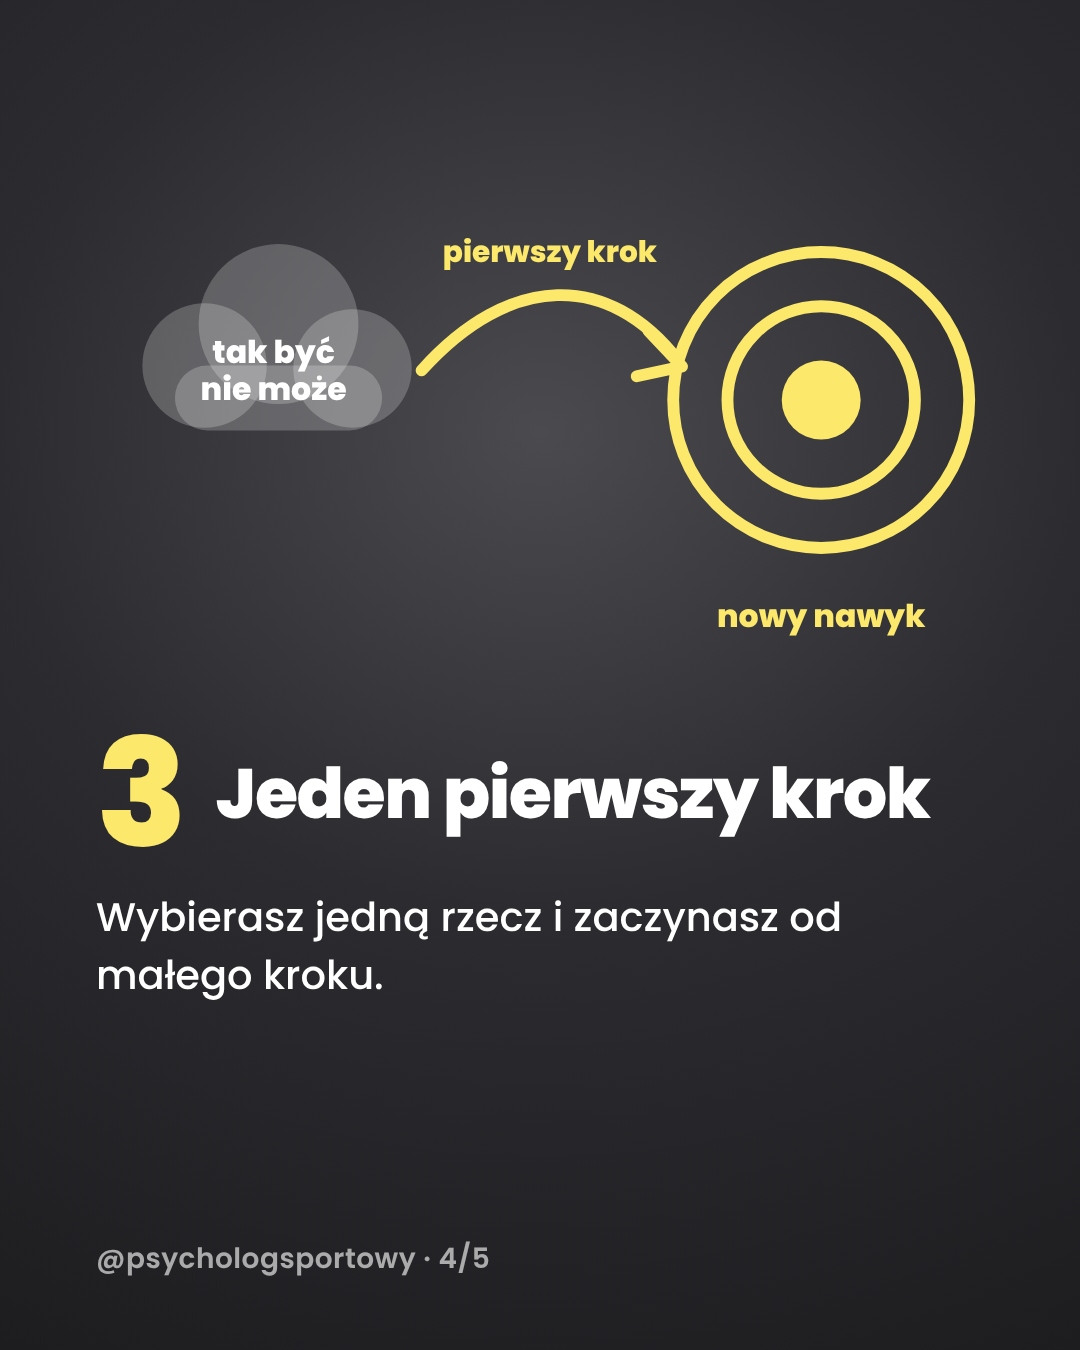 pierwszy krok
tak być
nie może
nowy nawyk
3 Jeden pierwszy krok
Wybierasz jedną rzecz i zaczynasz od
małego kroku.
@psychologsportowy · 4/5